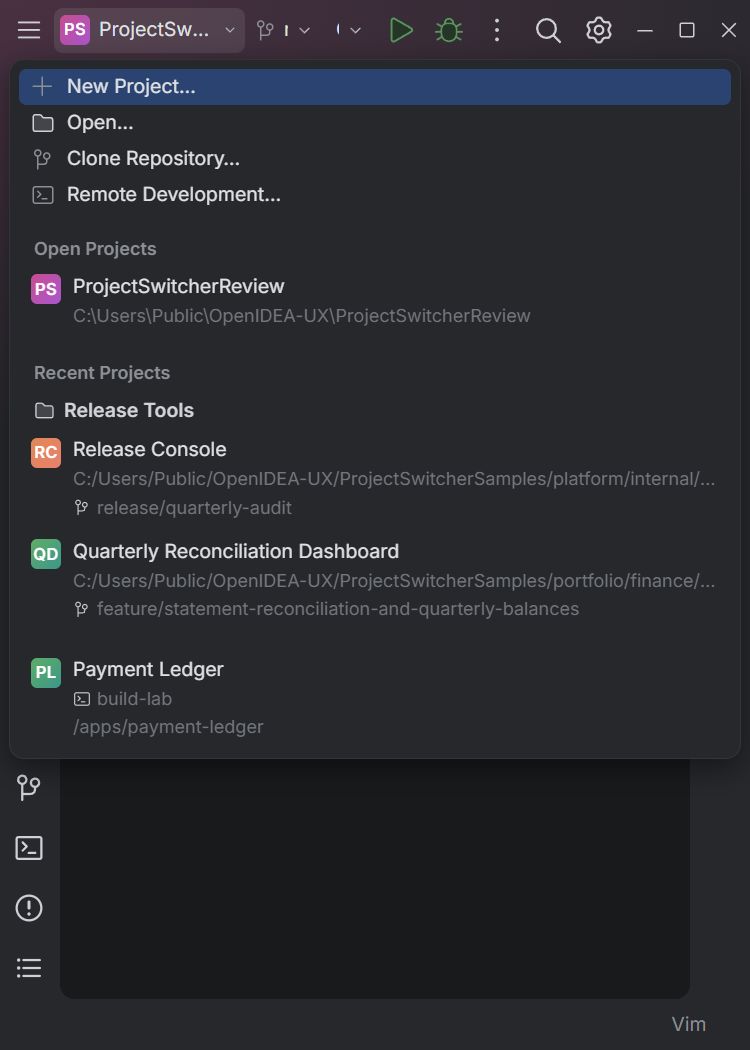 PS ProjectSw...
New Project...
Open...
Clone Repository...
Remote Development...
Open Projects
PS ProjectSwitcherReview
C:\Users\Public\OpenIDEA-UX\ProjectSwitcherReview
Recent Projects
Release Tools
RC Release Console
C:/Users/Public/OpenIDEA-UX/ProjectSwitcherSamples/platform/internal/...
release/quarterly-audit
QD Quarterly Reconciliation Dashboard
C:/Users/Public/OpenIDEA-UX/ProjectSwitcherSamples/portfolio/finance/...
feature/statement-reconciliation-and-quarterly-balances
PL Payment Ledger
build-lab
/apps/payment-ledger
Vim